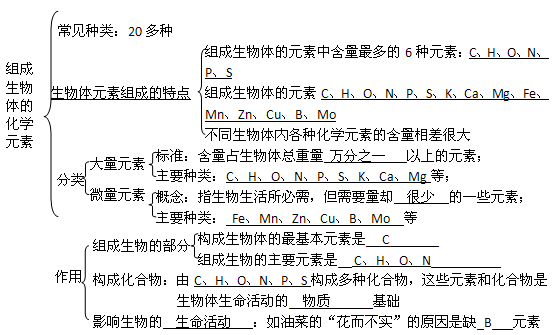 常见种类：20多种
组成生物体的元素中含量最多的6种元素：C、H、O、N、
P、S
组成
生物
体的
化学
元素
生物体元素组成的特点
组成生物体的元素 C、H、O、N、P、S、K、Ca、Mg、Fe、
Mn、Zn、Cu、B、Mo
不同生物体内各种化学元素的含量相差很大
分类
大量元素
标准：含量占生物体总重量 万分之一 以上的元素；
主要种类：C、H、O、N、P、S、K、Ca、Mg等；
微量元素
概念：指生物生活所必需，但需要量却 很少 的一些元素；
主要种类：Fe、Mn、Zn、Cu、B、Mo 等
作用
组成生物的部分
构成生物体的最基本元素是 C
组成生物的主要元素是 C、H、O、N
构成化合物：由C、H、O、N、P、S构成多种化合物，这些元素和化合物是
生物体生命活动的 物质 基础
影响生物的 生命活动 ：如油菜的“花而不实”的原因是缺 B 元素